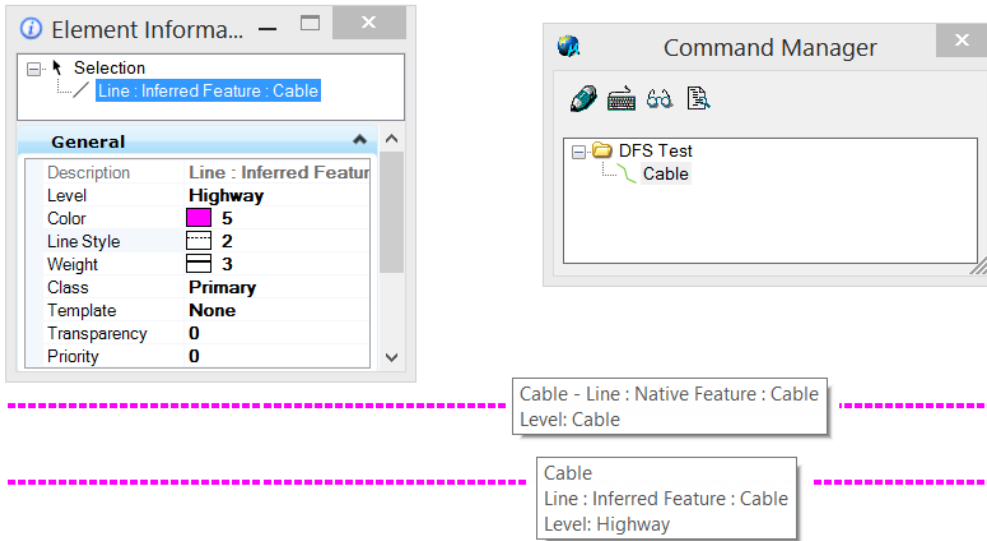 Element Informa...
Selection
Line : Inferred Feature : Cable
General
Description Line : Inferred Featur
Level Highway
Color 5
Line Style 2
Weight 3
Class Primary
Template None
Transparency 0
Priority 0
Command Manager
DFS Test
Cable
Cable - Line : Native Feature : Cable
Level: Cable
Cable
Line : Inferred Feature : Cable
Level: Highway